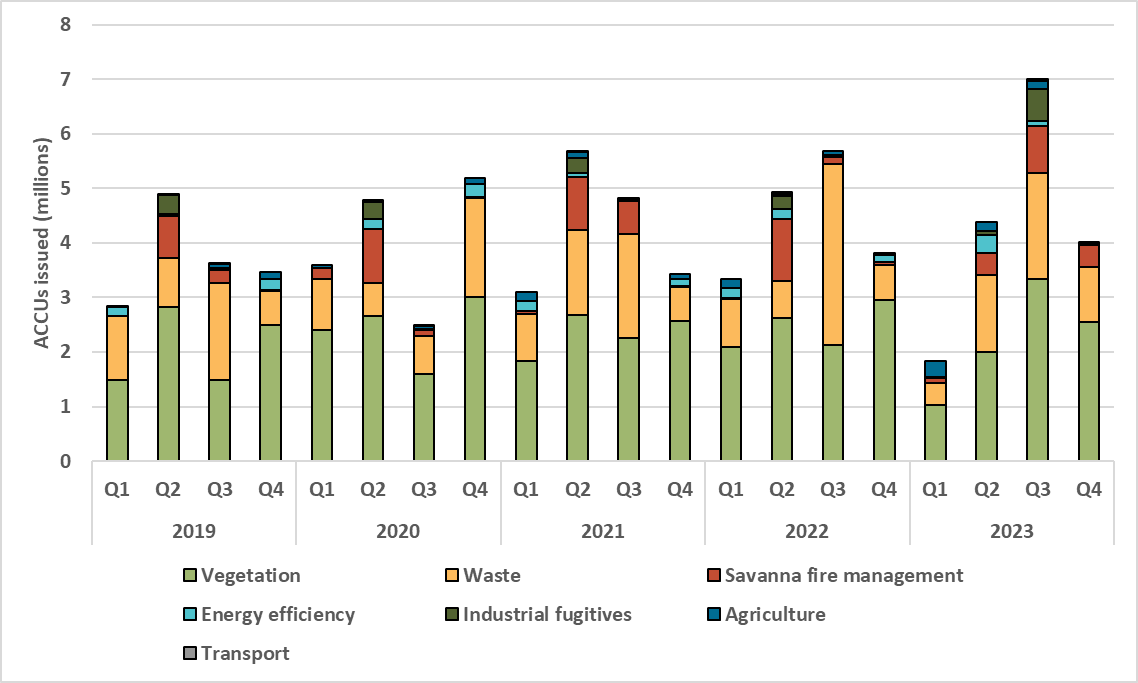 8
7
6
5
4
3
2
1
0
ACCUs issued (millions)
Q1 Q2 Q3 Q4 Q1 Q2 Q3 Q4 Q1 Q2 Q3 Q4 Q1 Q2 Q3 Q4 Q1 Q2 Q3 Q4
2019 2020 2021 2022 2023
Vegetation Waste Savanna fire management
Energy efficiency Industrial fugitives Agriculture
Transport